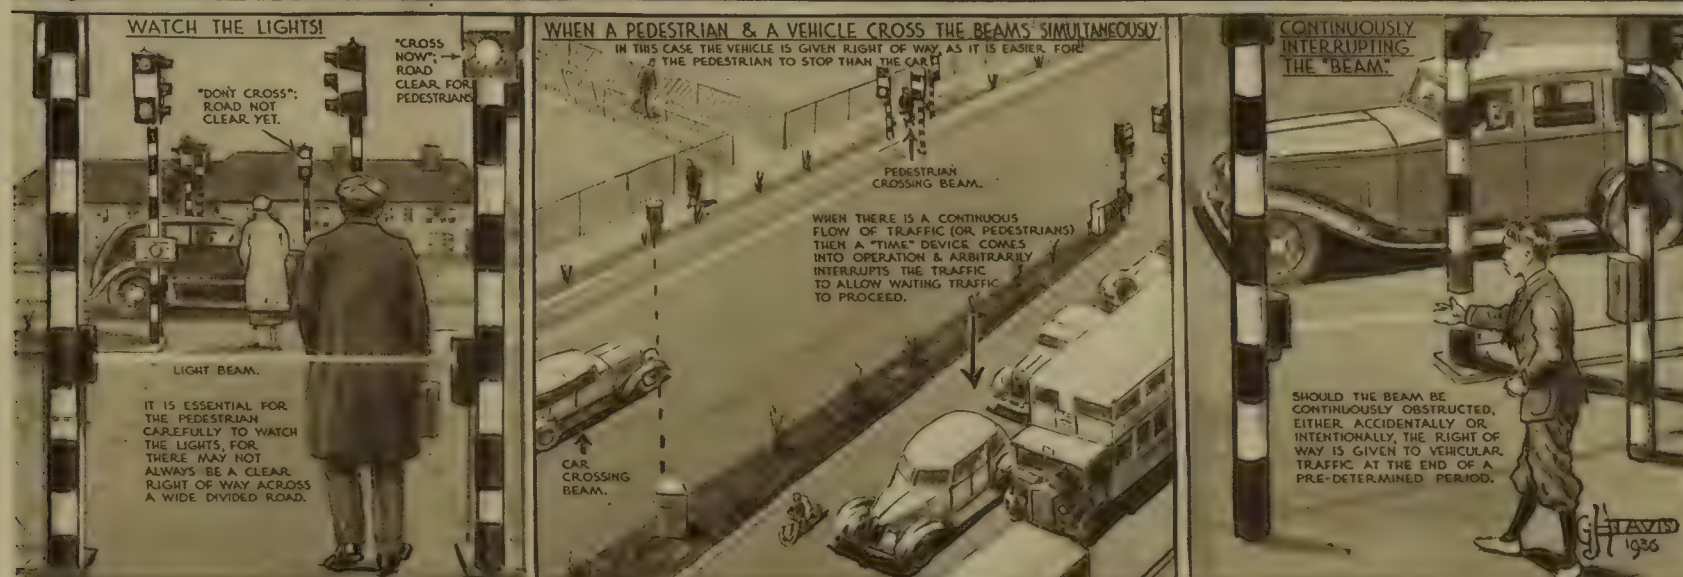 WATCH THE LIGHTS!
"CROSS
NOW":
ROAD
CLEAR FOR
PEDESTRIANS
"DON'T CROSS":
ROAD NOT
CLEAR YET.
LIGHT BEAM.
IT IS ESSENTIAL FOR
THE PEDESTRIAN
CAREFULLY TO WATCH
THE LIGHTS, FOR
THERE MAY NOT
ALWAYS BE A CLEAR
RIGHT OF WAY ACROSS
A WIDE DIVIDED ROAD.
WHEN A PEDESTRIAN & A VEHICLE CROSS THE BEAMS SIMULTANEOUSLY
IN THIS CASE THE VEHICLE IS GIVEN RIGHT OF WAY, AS IT IS EASIER FOR
THE PEDESTRIAN TO STOP THAN THE CAR
PEDESTRIAN
CROSSING BEAM.
WHEN THERE IS A CONTINUOUS
FLOW OF TRAFFIC (OR PEDESTRIANS)
THEN A "TIME" DEVICE COMES
INTO OPERATION & ARBITRARILY
INTERRUPTS THE TRAFFIC
TO ALLOW WAITING TRAFFIC
TO PROCEED.
CAR
CROSSING
BEAM.
CONTINUOUSLY
INTERRUPTING
THE "BEAM."
SHOULD THE BEAM BE
CONTINUOUSLY OBSTRUCTED,
EITHER ACCIDENTALLY OR
INTENTIONALLY, THE RIGHT OF
WAY IS GIVEN TO VEHICULAR
TRAFFIC AT THE END OF A
PRE-DETERMINED PERIOD.
DAVIS
1936